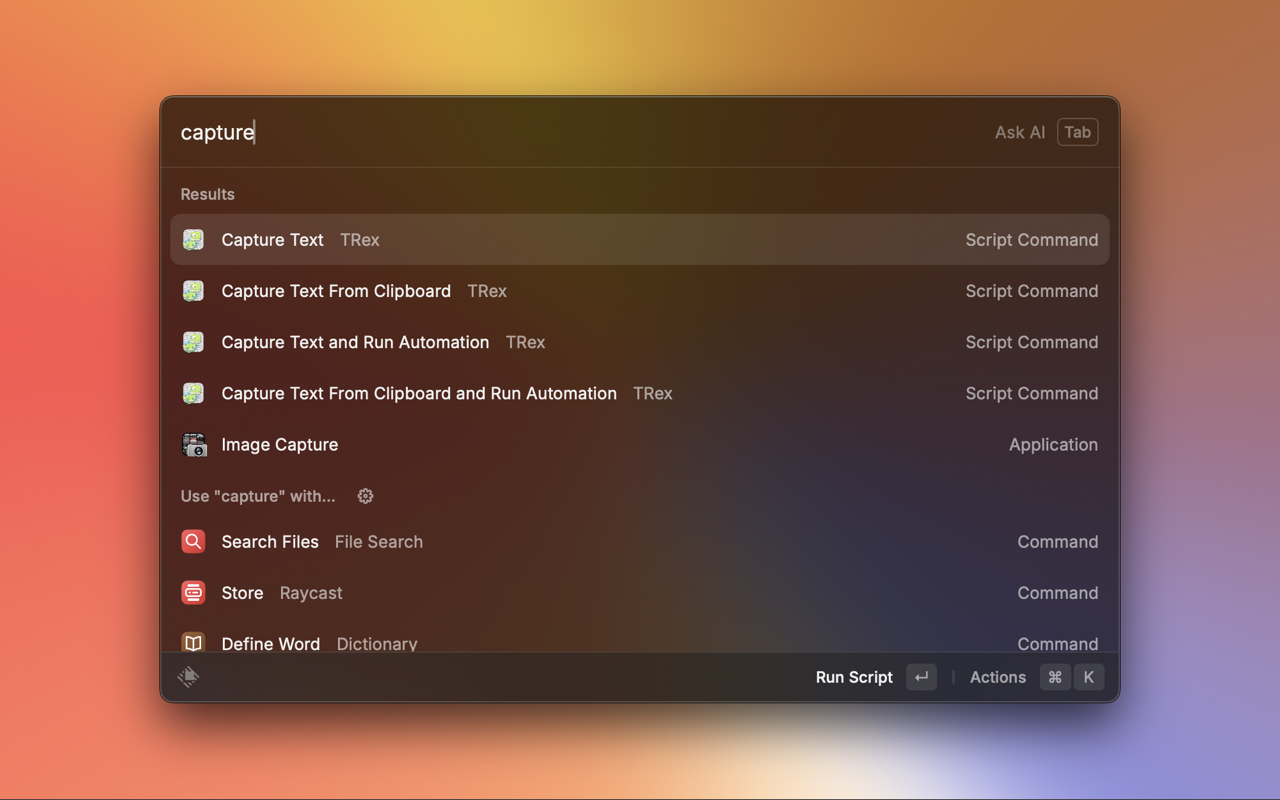 capture Ask AI Tab
Results
Capture Text TRex Script Command
Capture Text From Clipboard TRex Script Command
Capture Text and Run Automation TRex Script Command
Capture Text From Clipboard and Run Automation TRex Script Command
Image Capture Application
Use "capture" with...
Search Files File Search Command
Store Raycast Command
Define Word Dictionary Command
Run Script ↵ | Actions ⌘ K